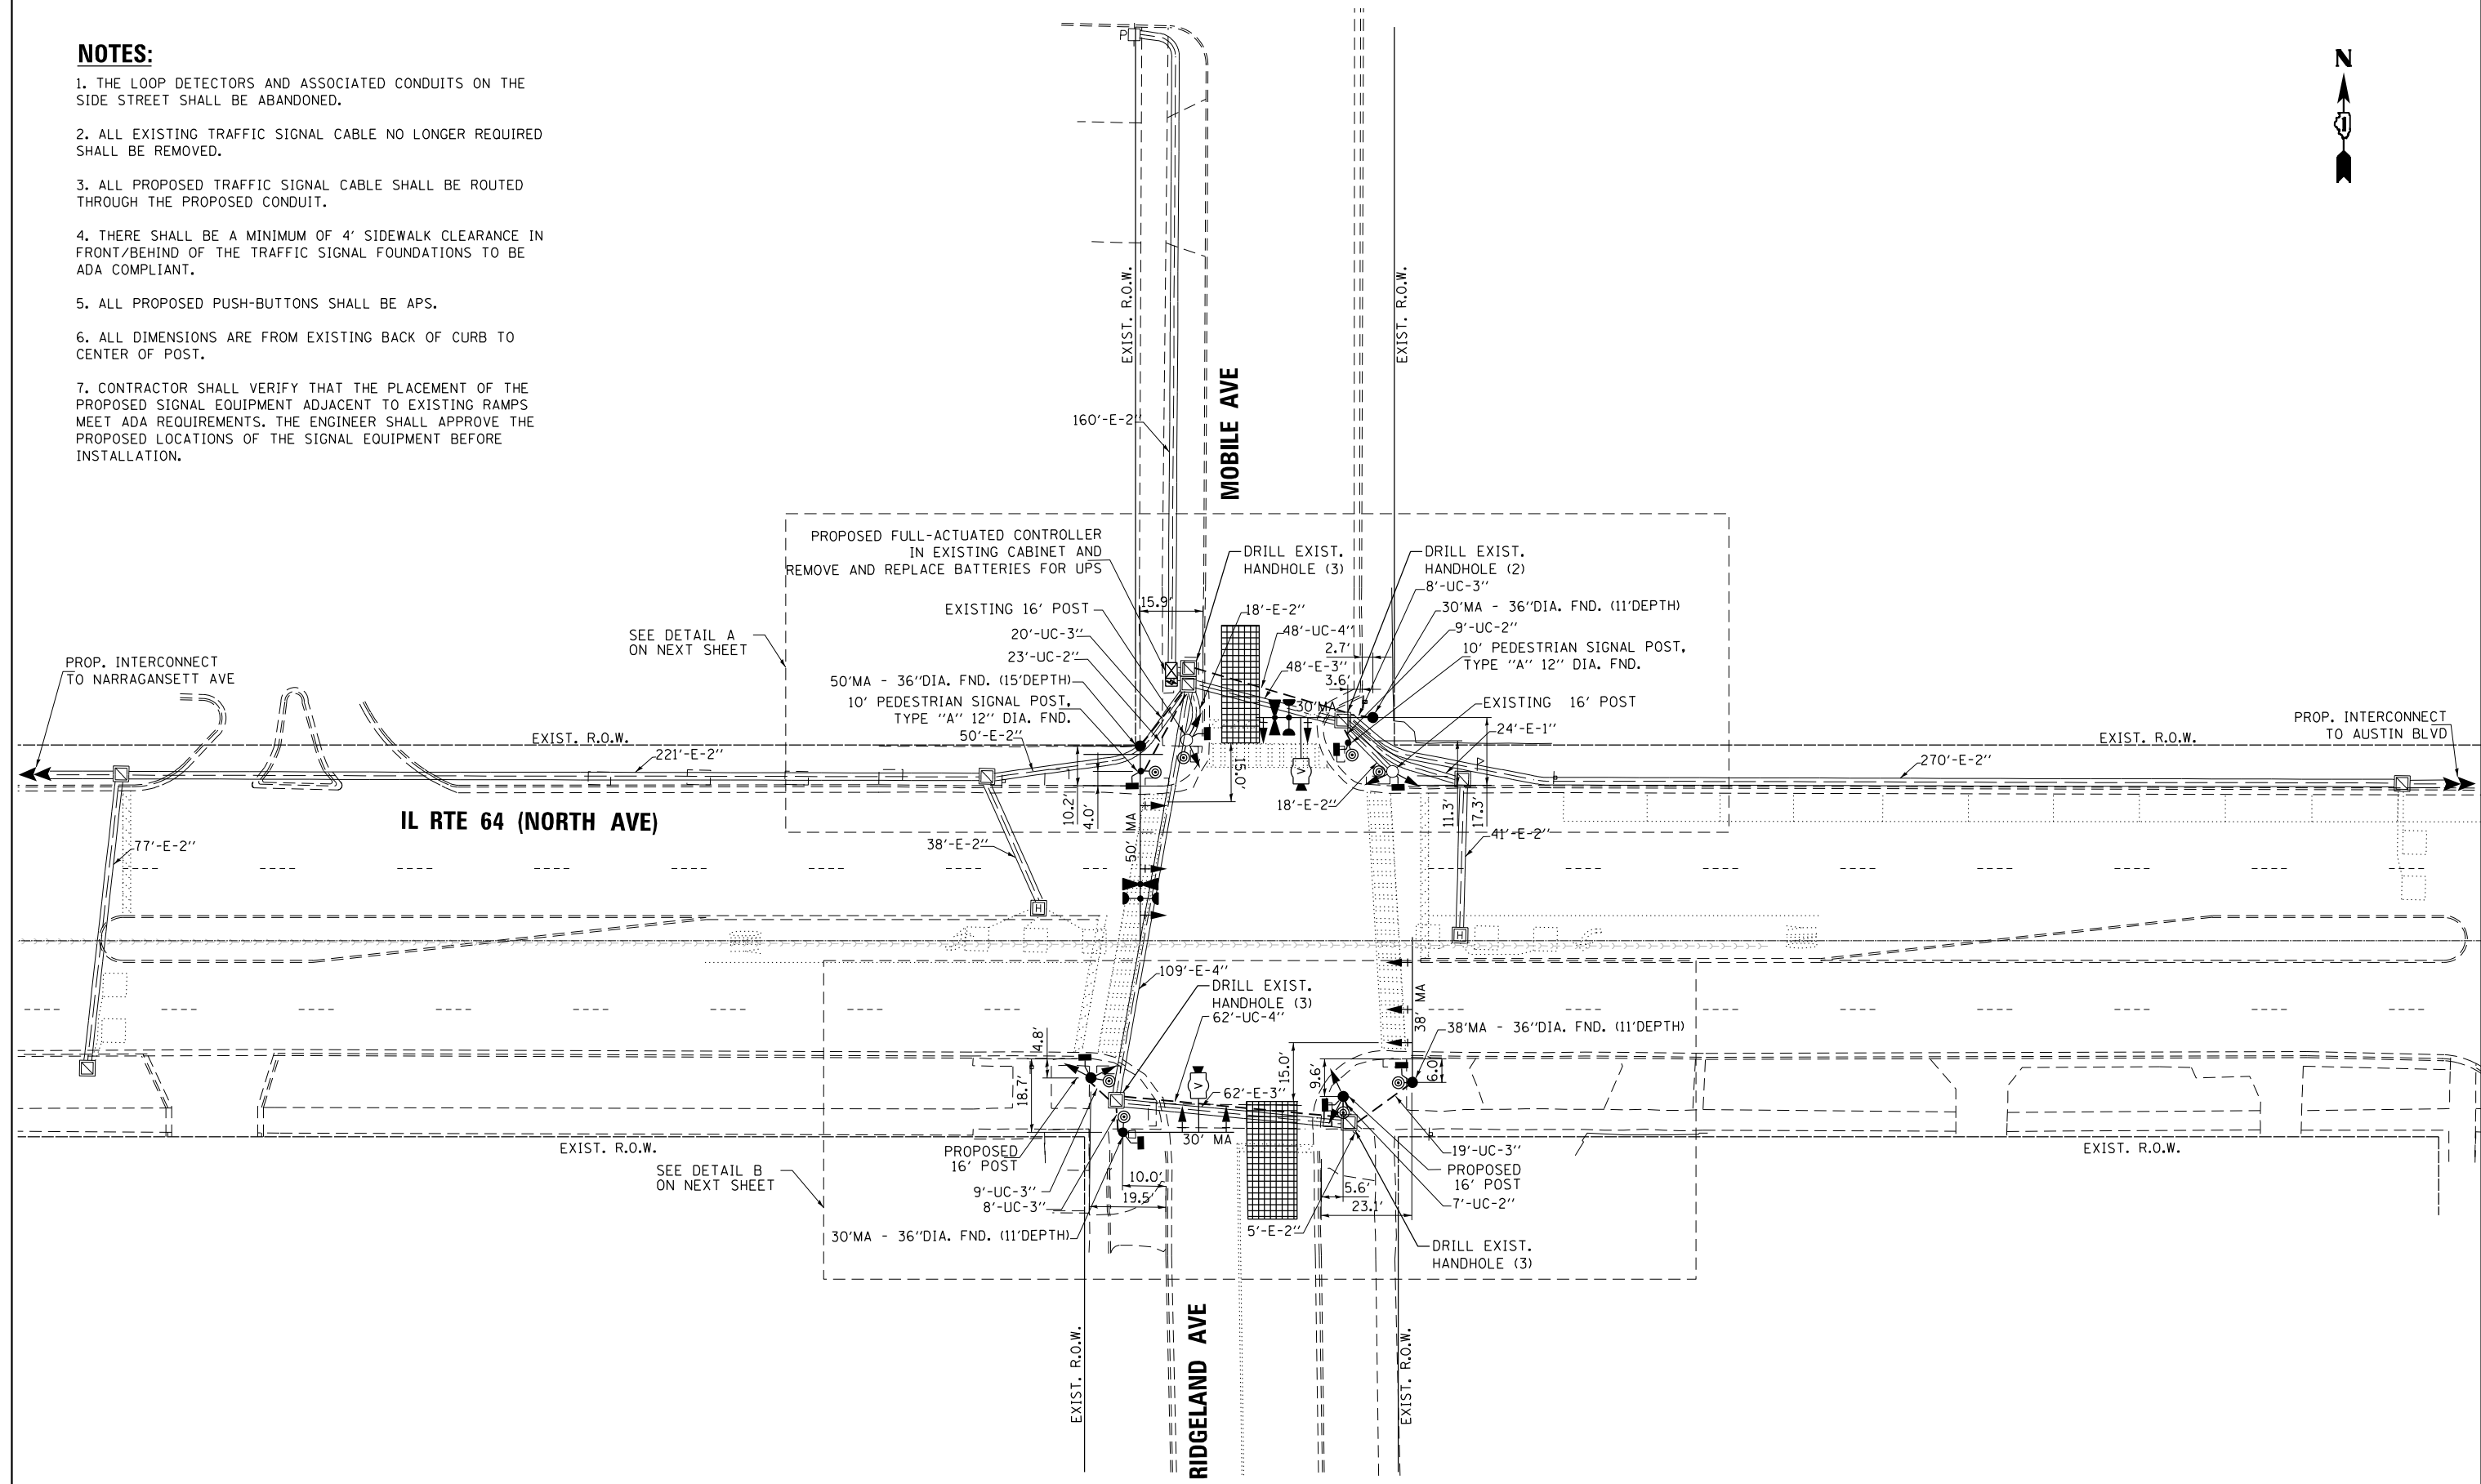 NOTES:
1. THE LOOP DETECTORS AND ASSOCIATED CONDUITS ON THE
SIDE STREET SHALL BE ABANDONED.
2. ALL EXISTING TRAFFIC SIGNAL CABLE NO LONGER REQUIRED
SHALL BE REMOVED.
3. ALL PROPOSED TRAFFIC SIGNAL CABLE SHALL BE ROUTED
THROUGH THE PROPOSED CONDUIT.
4. THERE SHALL BE A MINIMUM OF 4' SIDEWALK CLEARANCE IN
FRONT/BEHIND OF THE TRAFFIC SIGNAL FOUNDATIONS TO BE
ADA COMPLIANT.
5. ALL PROPOSED PUSH-BUTTONS SHALL BE APS.
6. ALL DIMENSIONS ARE FROM EXISTING BACK OF CURB TO
CENTER OF POST.
7. CONTRACTOR SHALL VERIFY THAT THE PLACEMENT OF THE
PROPOSED SIGNAL EQUIPMENT ADJACENT TO EXISTING RAMPS
MEET ADA REQUIREMENTS. THE ENGINEER SHALL APPROVE THE
PROPOSED LOCATIONS OF THE SIGNAL EQUIPMENT BEFORE
INSTALLATION.
N
P
EXIST. R.O.W.
EXIST. R.O.W.
MOBILE AVE
160'-E-2"
PROPOSED FULL-ACTUATED CONTROLLER
IN EXISTING CABINET AND
REMOVE AND REPLACE BATTERIES FOR UPS
DRILL EXIST.
HANDHOLE (3)
DRILL EXIST.
HANDHOLE (2)
8'-UC-3"
30'MA - 36"DIA. FND. (11'DEPTH)
9'-UC-2"
10' PEDESTRIAN SIGNAL POST,
TYPE "A" 12" DIA. FND.
EXISTING 16' POST
15.9'
18'-E-2"
48'-UC-4"
48'-E-3"
2.7'
3.6'
30'MA
EXISTING 16' POST
20'-UC-3"
23'-UC-2"
50'MA - 36"DIA. FND. (15'DEPTH)
10' PEDESTRIAN SIGNAL POST,
TYPE "A" 12" DIA. FND.
50'-E-2"
SEE DETAIL A
ON NEXT SHEET
PROP. INTERCONNECT
TO NARRAGANSETT AVE
EXIST. R.O.W.
221'-E-2"
24'-E-1"
PROP. INTERCONNECT
TO AUSTIN BLVD
EXIST. R.O.W.
270'-E-2"
V
15.0'
18'-E-2"
10.2'
4.0'
11.3'
17.3'
IL RTE 64 (NORTH AVE)
77'-E-2"
38'-E-2"
50' MA
41'-E-2"
H
H
109'-E-4"
DRILL EXIST.
HANDHOLE (3)
62'-UC-4"
38' MA
38'MA - 36"DIA. FND. (11'DEPTH)
4.8'
18.7'
V
62'-E-3"
15.0'
9.6'
6.0'
30' MA
EXIST. R.O.W.
EXIST. R.O.W.
SEE DETAIL B
ON NEXT SHEET
PROPOSED
16' POST
9'-UC-3"
8'-UC-3"
30'MA - 36"DIA. FND. (11'DEPTH)
10.0'
19.5'
5'-E-2"
5.6'
23.1'
19'-UC-3"
PROPOSED
16' POST
7'-UC-2"
DRILL EXIST.
HANDHOLE (3)
EXIST. R.O.W.
RIDGELAND AVE
EXIST. R.O.W.